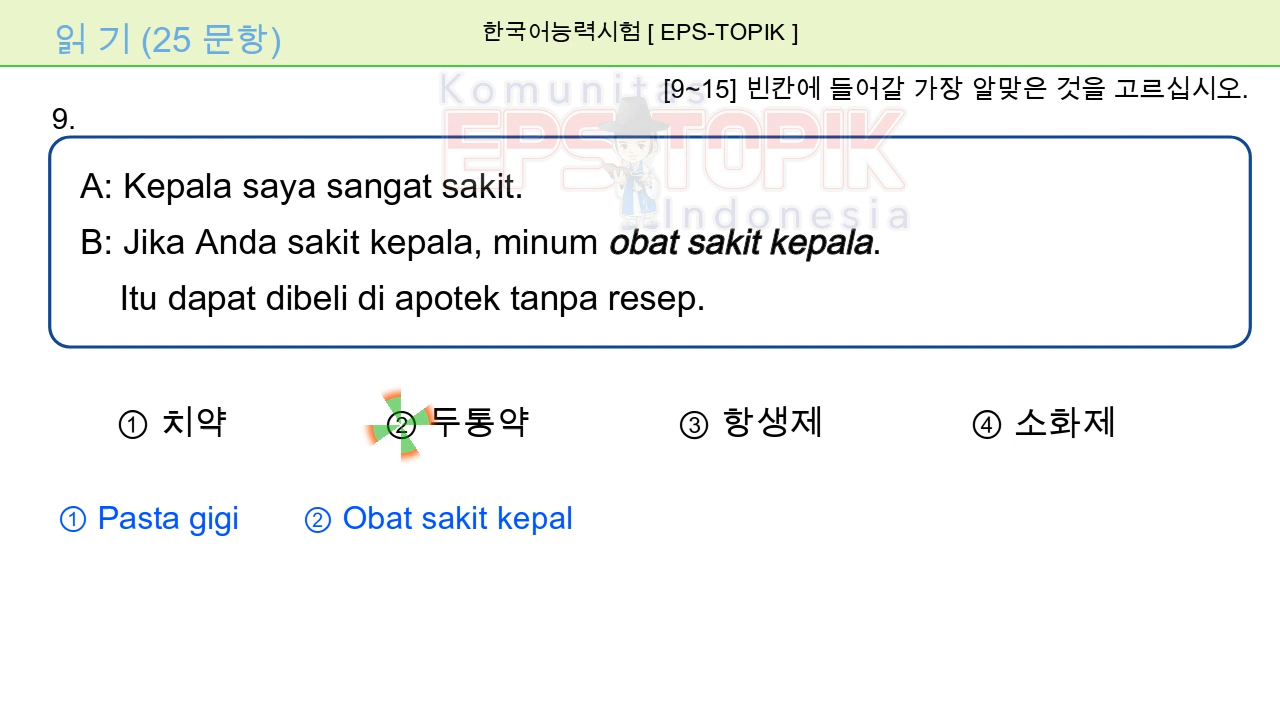 읽 기 (25 문항)
한국어능력시험 [ EPS-TOPIK ]
Komunitas
EPS TOPIK
Indonesia
[9~15] 빈칸에 들어갈 가장 알맞은 것을 고르십시오.
9.
A: Kepala saya sangat sakit.
B: Jika Anda sakit kepala, minum obat sakit kepala.
Itu dapat dibeli di apotek tanpa resep.
① 치약 ② 두통약 ③ 항생제 ④ 소화제
① Pasta gigi ② Obat sakit kepal